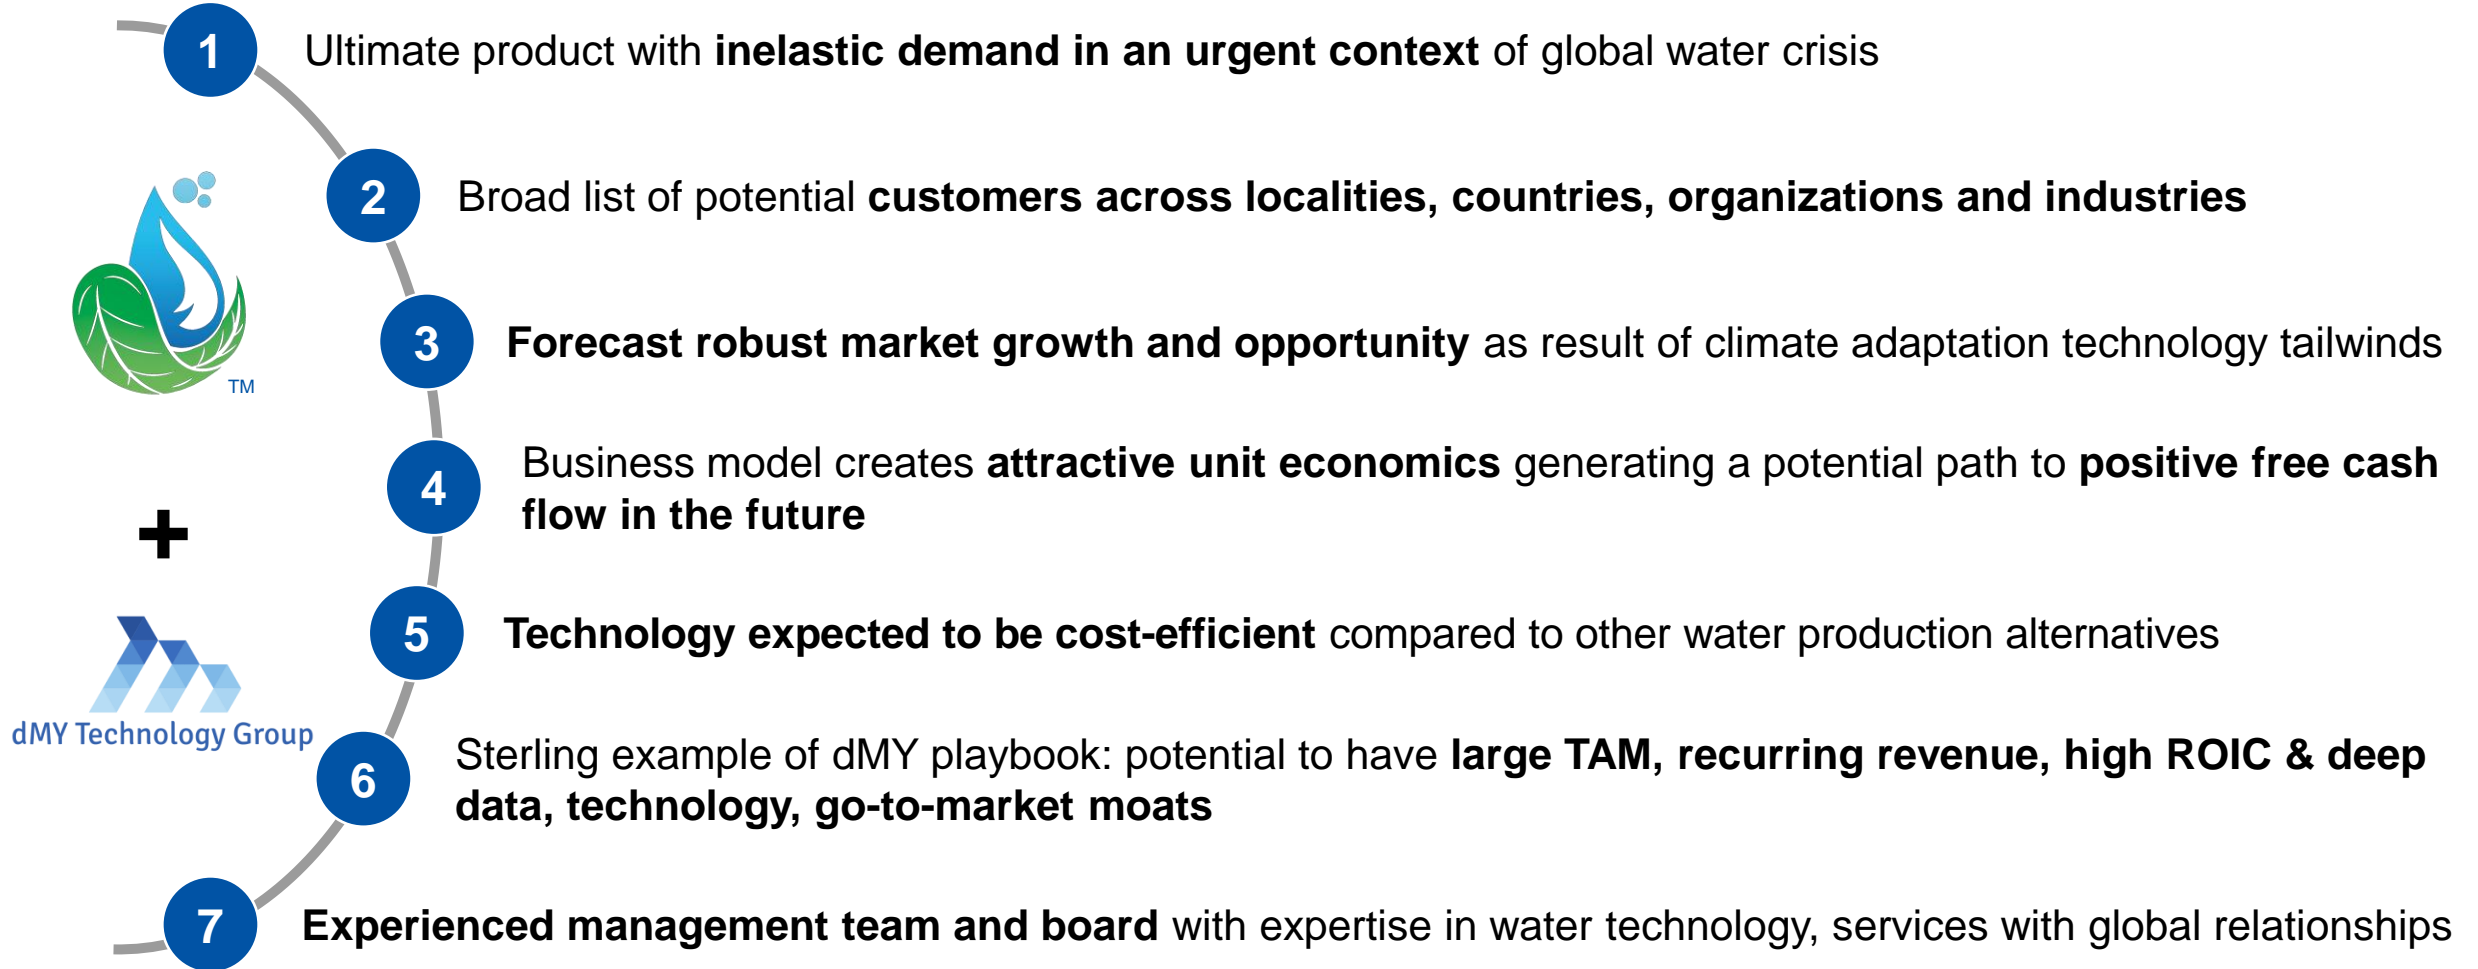 1
Ultimate product with inelastic demand in an urgent context of global water crisis
2
Broad list of potential customers across localities, countries, organizations and industries
TM
3
Forecast robust market growth and opportunity as result of climate adaptation technology tailwinds
4
Business model creates attractive unit economics generating a potential path to positive free cash
flow in the future
+
5
Technology expected to be cost-efficient compared to other water production alternatives
dMY Technology Group
6
Sterling example of dMY playbook: potential to have large TAM, recurring revenue, high ROIC & deep
data, technology, go-to-market moats
7
Experienced management team and board with expertise in water technology, services with global relationships